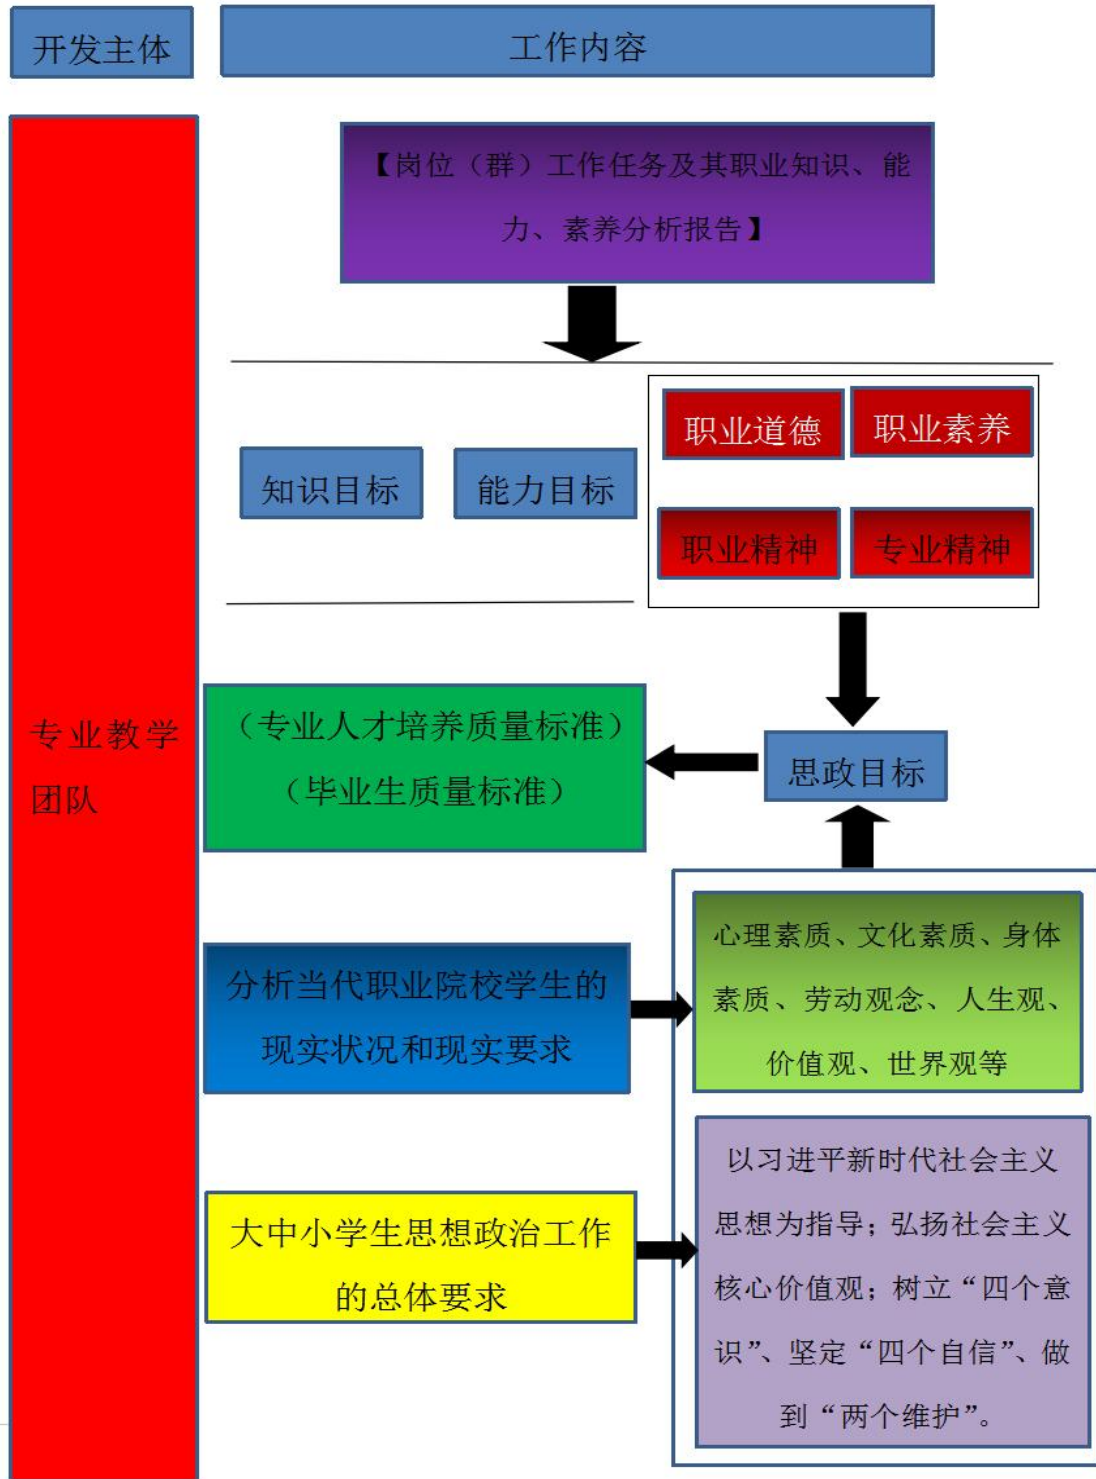 开发主体
工作内容
【岗位（群）工作任务及其职业知识、能
力、素养分析报告】
职业道德
职业素养
知识目标
能力目标
职业精神
专业精神
专业教学
团队
（专业人才培养质量标准）
（毕业生质量标准）
思政目标
分析当代职业院校学生的
现实状况和现实要求
心理素质、文化素质、身体
素质、劳动观念、人生观、
价值观、世界观等
大中小学生思想政治工作
的总体要求
以习进平新时代社会主义
思想为指导；弘扬社会主义
核心价值观；树立“四个意
识”、坚定“四个自信”、做
到“两个维护”。